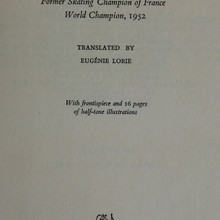 Former Skating Champion of France
World Champion, 1952
TRANSLATED BY
EUGÉNIE LORIE
With frontispiece and 16 pages
of half-tone illustrations